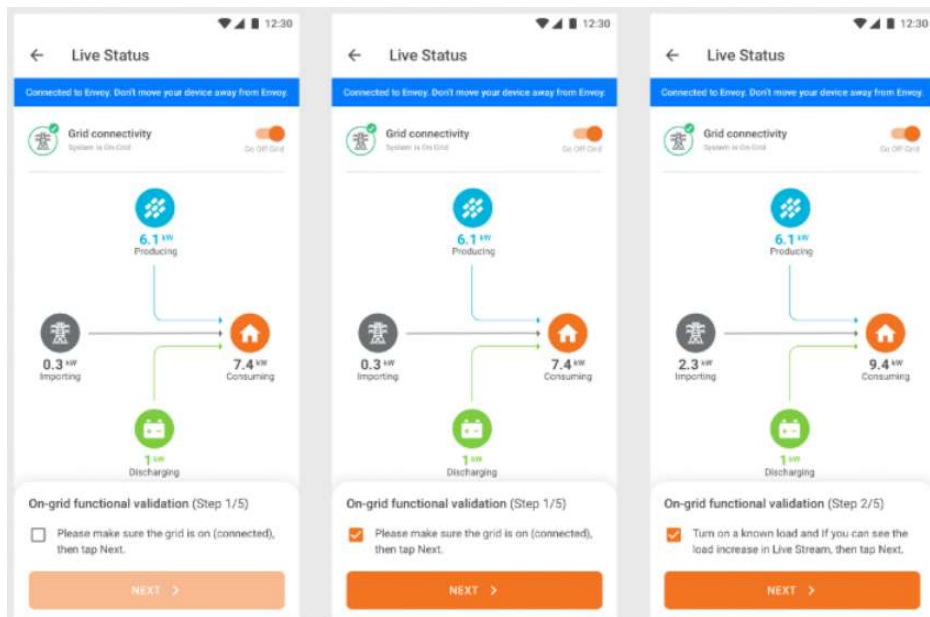 12:30
Live Status
Connected to Envoy. Don't move your device away from Envoy.
Grid connectivity
System is On Grid
Go Off Grid
6.1 kW
Producing
0.3 kW
Importing
7.4 kW
Consuming
1 kW
Discharging
On-grid functional validation (Step 1/5)
Please make sure the grid is on (connected),
then tap Next.
NEXT
12:30
Live Status
Connected to Envoy. Don't move your device away from Envoy.
Grid connectivity
System is On Grid
Go Off Grid
6.1 kW
Producing
0.3 kW
Importing
7.4 kW
Consuming
1 kW
Discharging
On-grid functional validation (Step 1/5)
Please make sure the grid is on (connected),
then tap Next.
NEXT
12:30
Live Status
Connected to Envoy. Don't move your device away from Envoy.
Grid connectivity
System is On Grid
Go Off Grid
6.1 kW
Producing
2.3 kW
Importing
9.4 kW
Consuming
1 kW
Discharging
On-grid functional validation (Step 2/5)
Turn on a known load and If you can see the
load increase in Live Stream, then tap Next.
NEXT